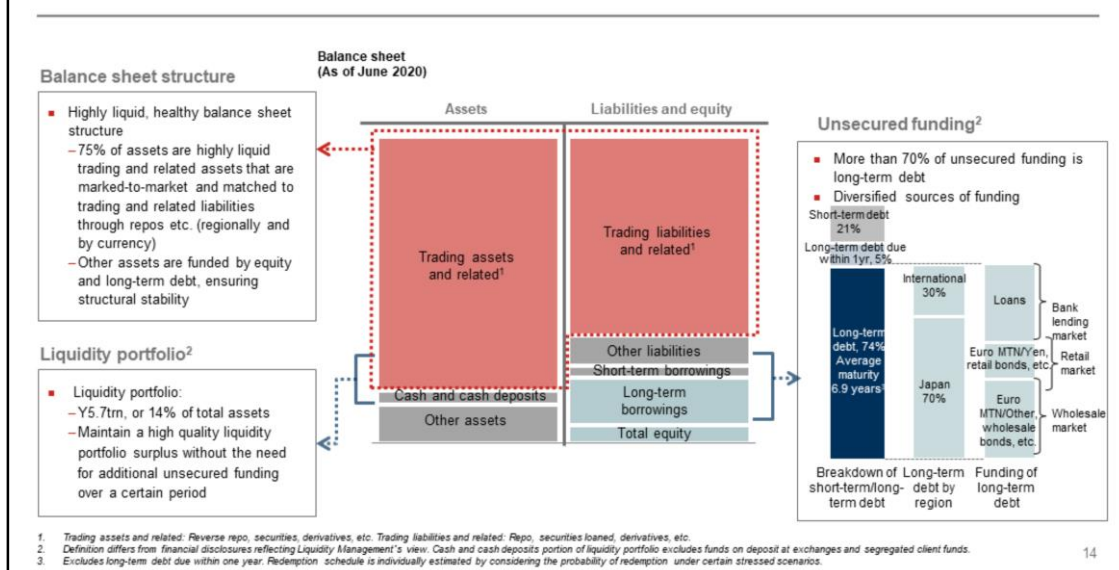 Balance sheet
(As of June 2020)
Balance sheet structure
▪ Highly liquid, healthy balance sheet
structure
–75% of assets are highly liquid
trading and related assets that are
marked-to-market and matched to
trading and related liabilities
through repos etc. (regionally and
by currency)
–Other assets are funded by equity
and long-term debt, ensuring
structural stability
Liquidity portfolio²
▪ Liquidity portfolio:
–Y5.7trn, or 14% of total assets
–Maintain a high quality liquidity
portfolio surplus without the need
for additional unsecured funding
over a certain period
Assets
Trading assets
and related¹
Cash and cash deposits
Other assets
Liabilities and equity
Trading liabilities
and related¹
Other liabilities
Short-term borrowings
Long-term
borrowings
Total equity
Unsecured funding²
▪ More than 70% of unsecured funding is
long-term debt
▪ Diversified sources of funding
Short-term debt
21%
Long-term debt due
within 1yr, 5%
Long-term
debt, 74%
Average
maturity
6.9 years³
International
30%
Japan
70%
Loans
Euro MTN/Yen,
retail bonds, etc.
Euro
MTN/Other,
wholesale
bonds, etc.
Bank
lending
market
Retail
market
Wholesale
market
Breakdown of
short-term/long-
term debt
Long-term
debt by
region
Funding of
long-term
debt
1. Trading assets and related: Reverse repo, securities, derivatives, etc. Trading liabilities and related: Repo, securities loaned, derivatives, etc.
2. Definition differs from financial disclosures reflecting Liquidity Management's view. Cash and cash deposits portion of liquidity portfolio excludes funds on deposit at exchanges and segregated client funds.
3. Excludes long-term debt due within one year. Redemption schedule is individually estimated by considering the probability of redemption under certain stressed scenarios.
14